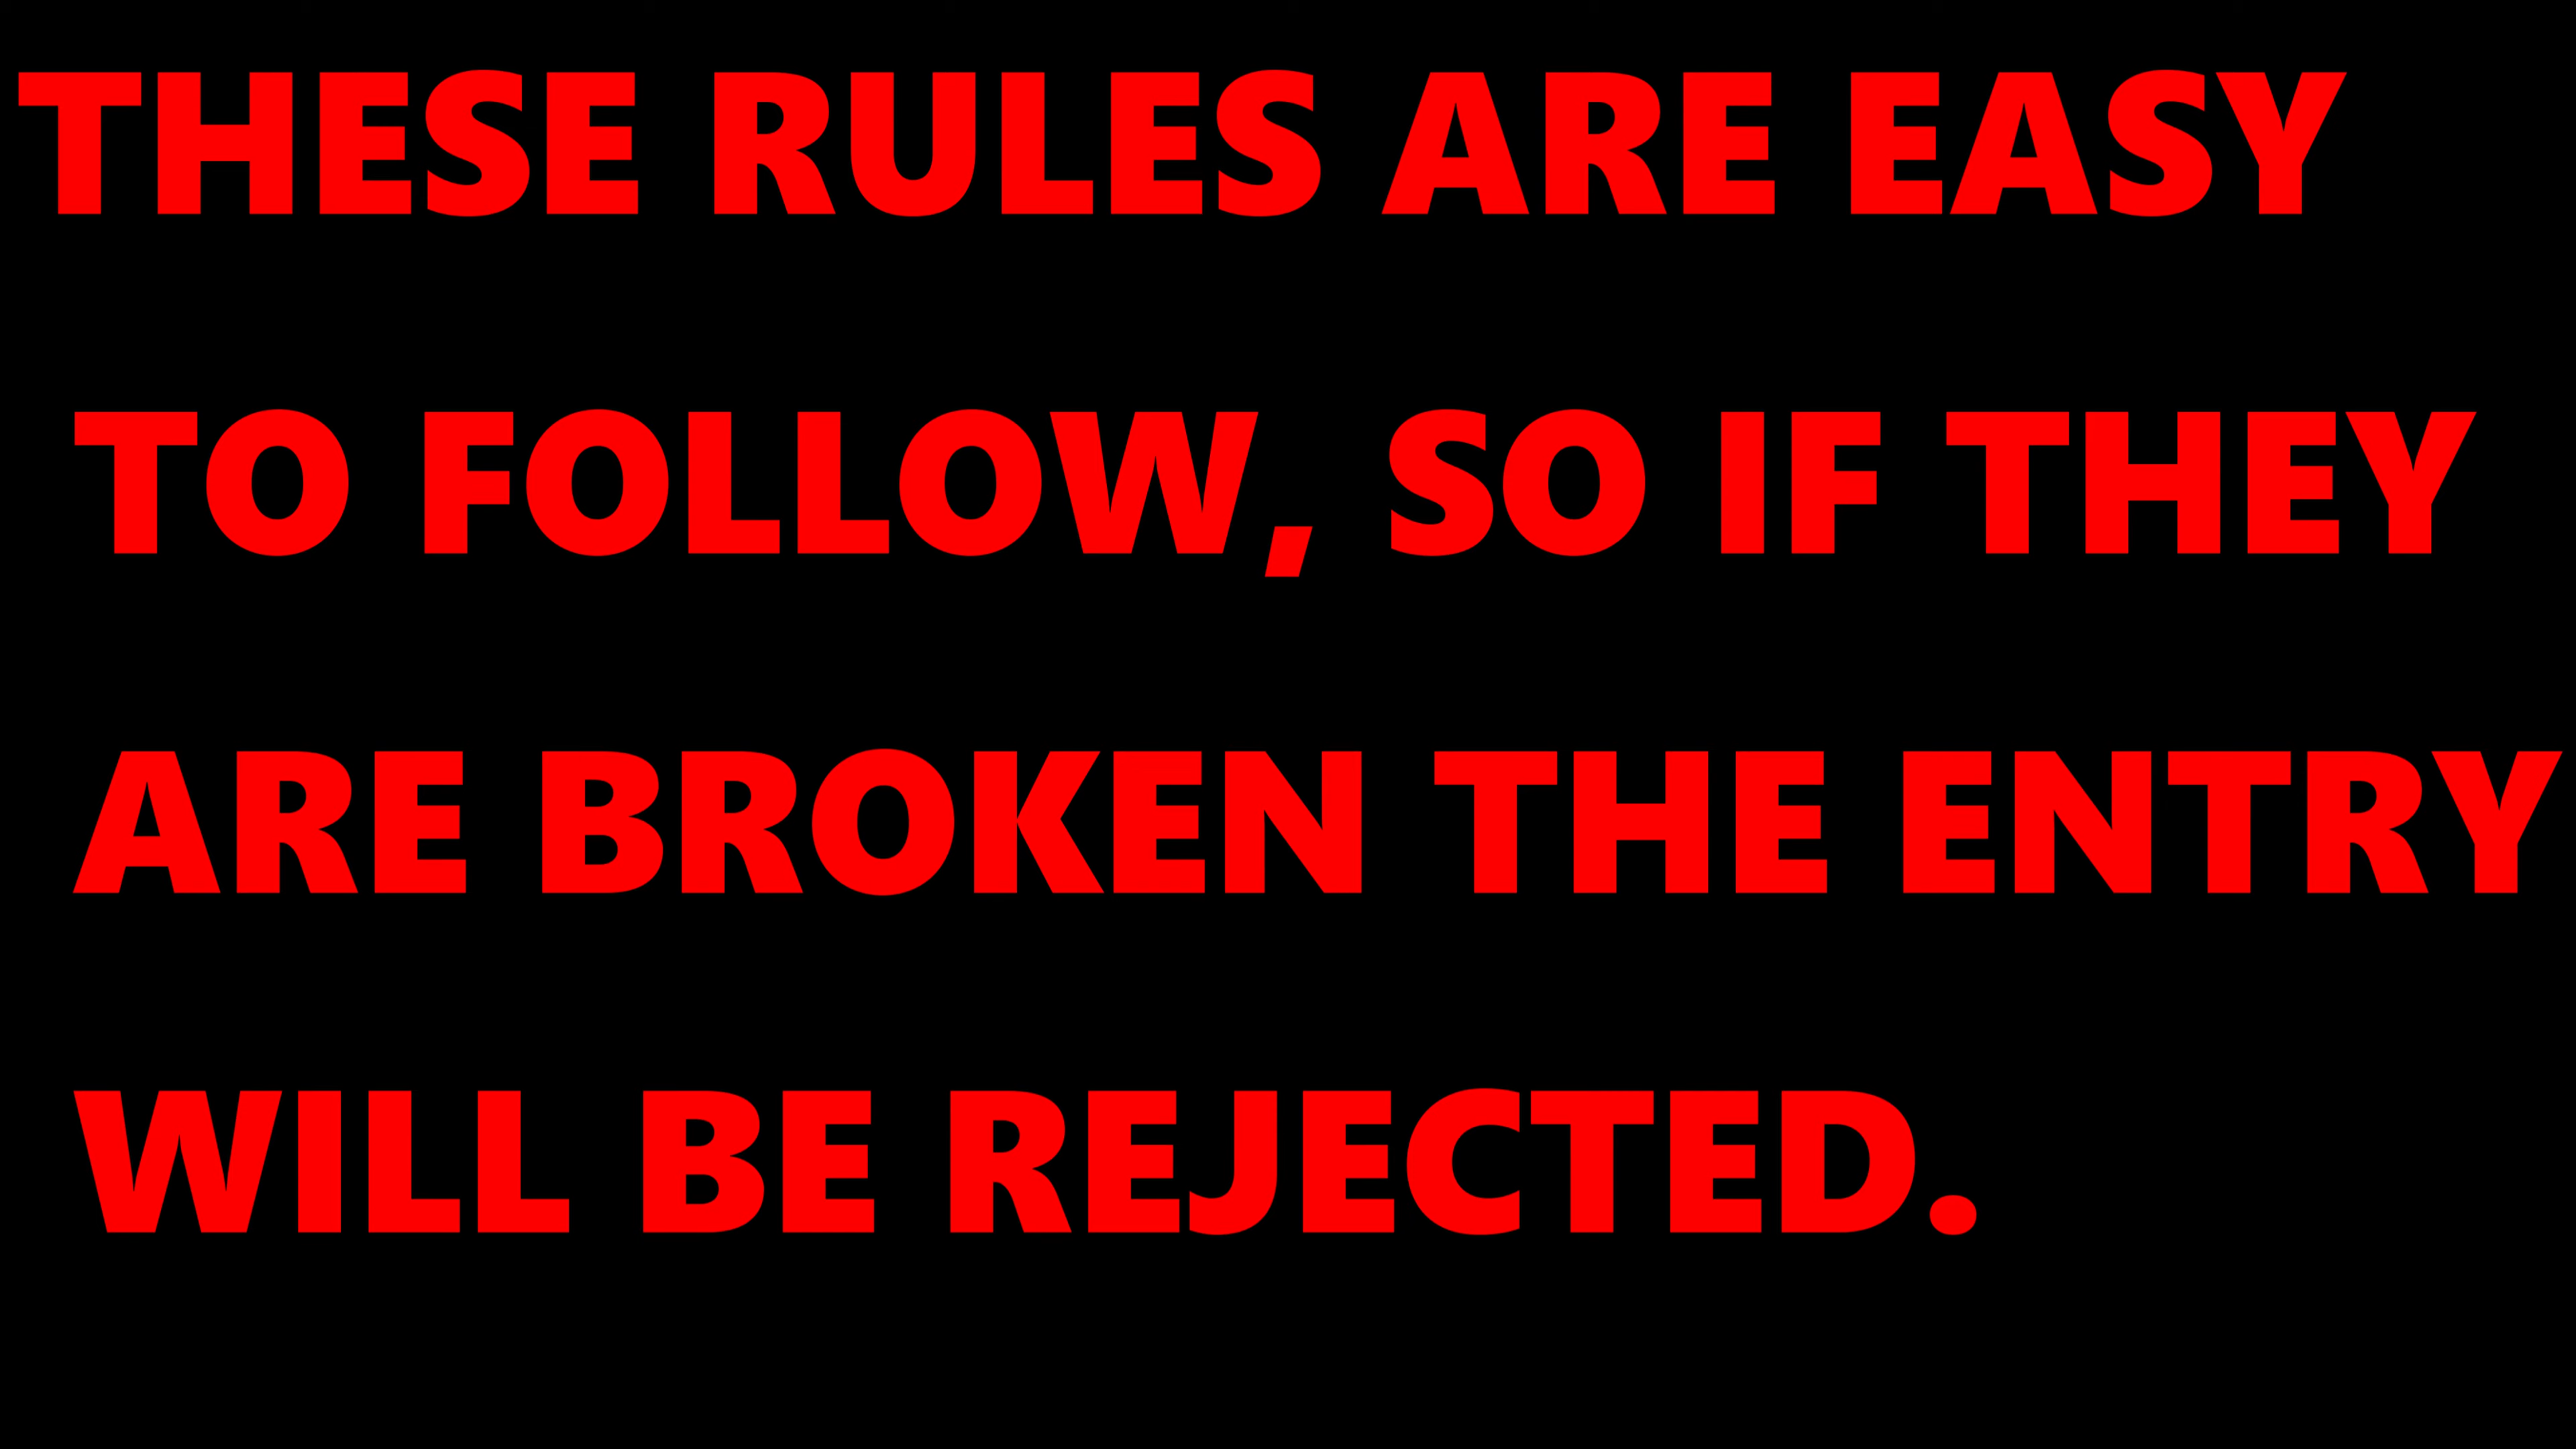 THESE RULES ARE EASY
TO FOLLOW, SO IF THEY
ARE BROKEN THE ENTRY
WILL BE REJECTED.